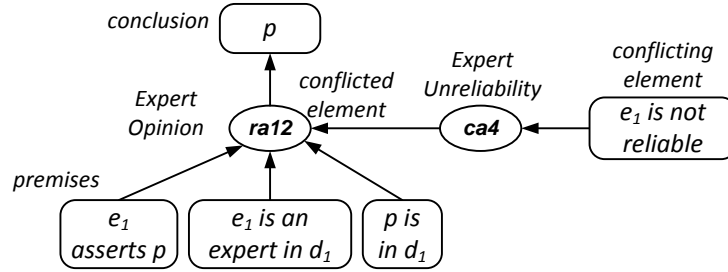 conclusion
p
Expert
Opinion
conflicted
element
Expert
Unreliability
conflicting
element
ra12
ca4
e₁ is not
reliable
premises
e₁
asserts p
e₁ is an
expert in d₁
p is
in d₁